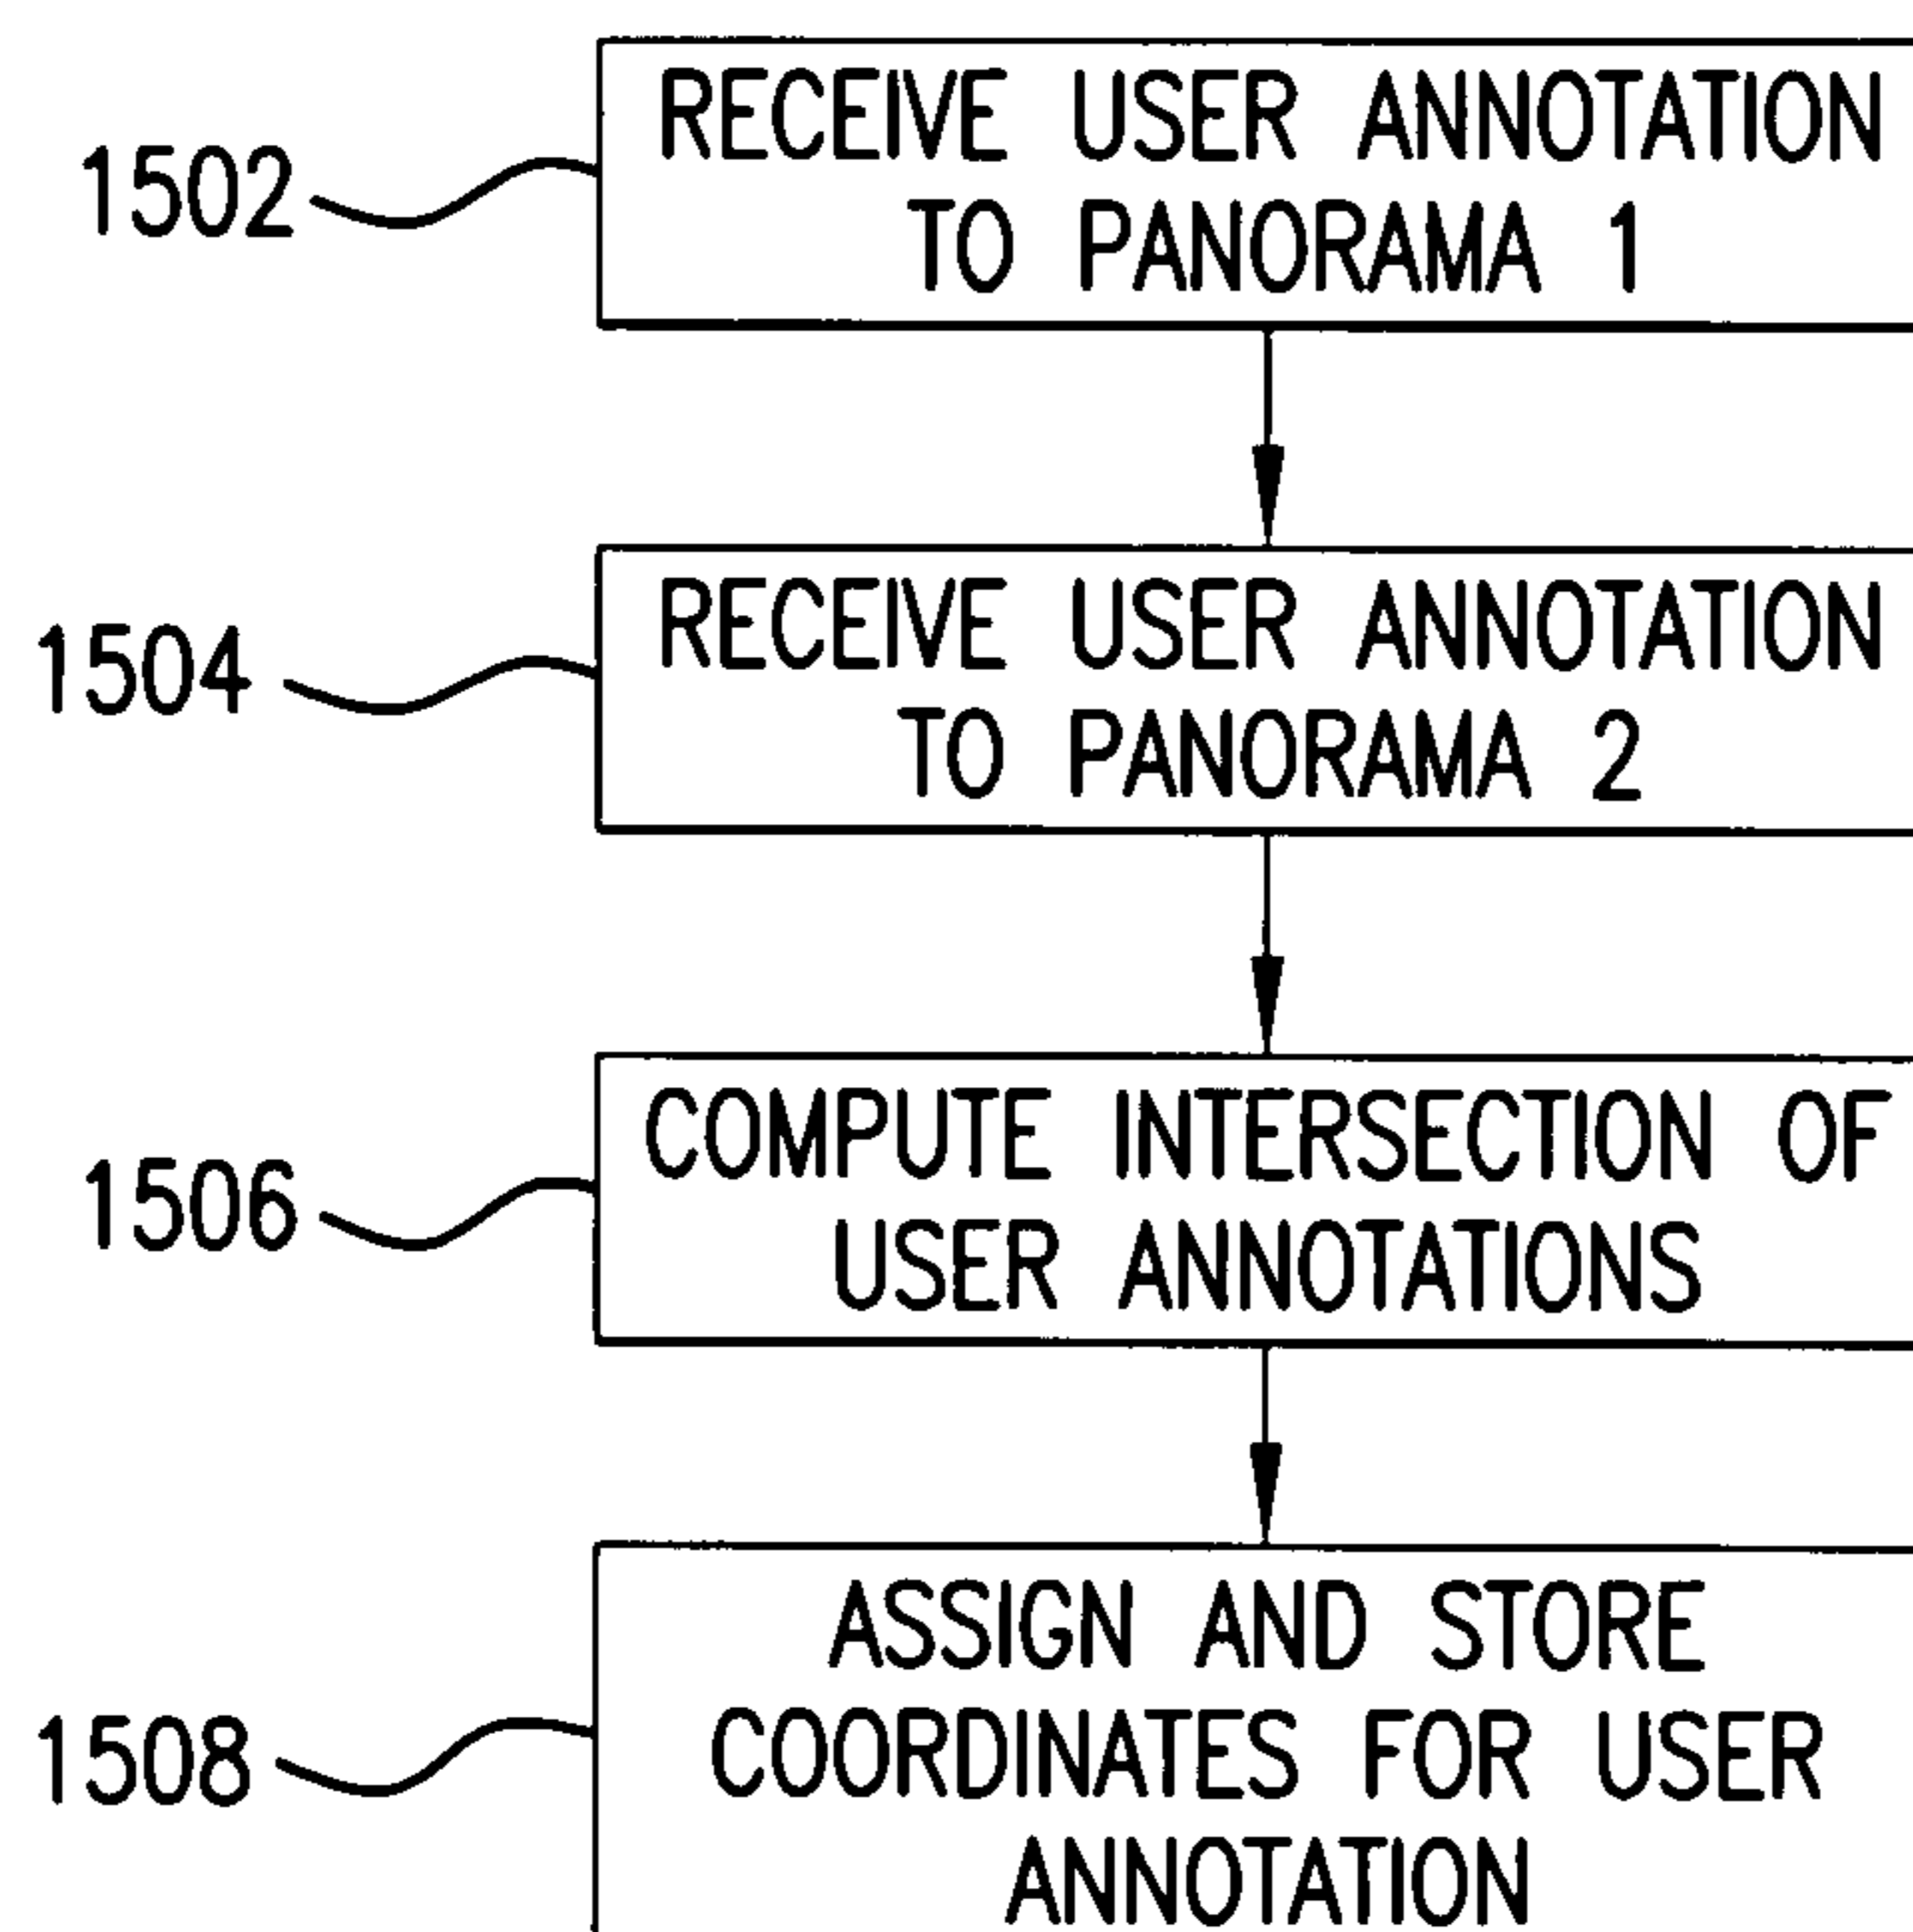 1502
RECEIVE USER ANNOTATION
TO PANORAMA 1
1504
RECEIVE USER ANNOTATION
TO PANORAMA 2
1506
COMPUTE INTERSECTION OF
USER ANNOTATIONS
1508
ASSIGN AND STORE
COORDINATES FOR USER
ANNOTATION